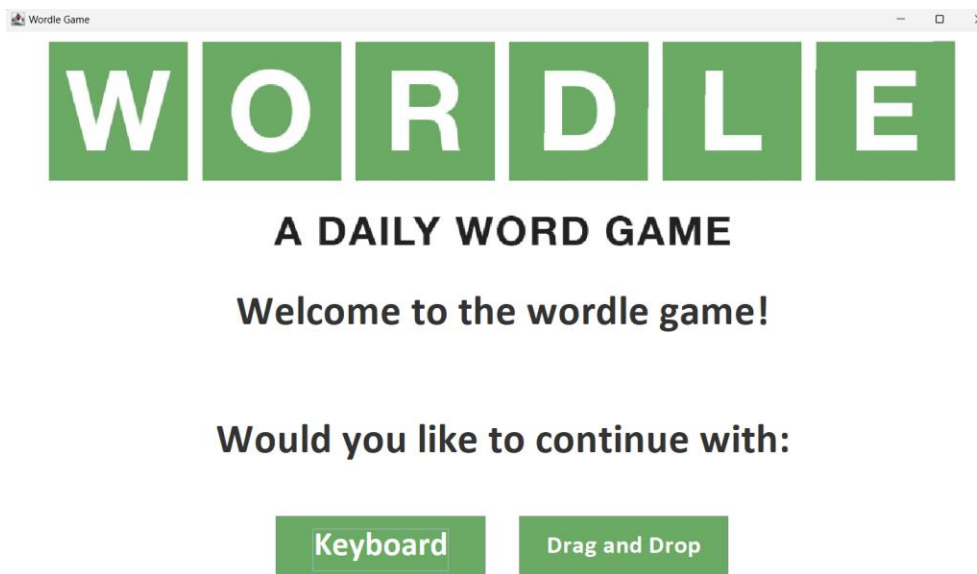 Wordle Game
WORDLE
A DAILY WORD GAME
Welcome to the wordle game!
Would you like to continue with:
Keyboard Drag and Drop